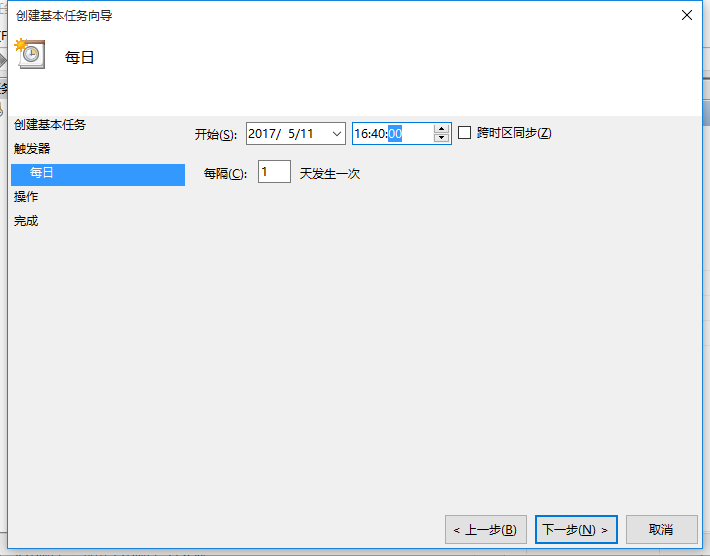 创建基本任务向导
每日
创建基本任务
开始(S): 2017/ 5/11 16:40:00 跨时区同步(Z)
触发器
每日
每隔(C): 1 天发生一次
操作
完成
< 上一步(B) 下一步(N) > 取消